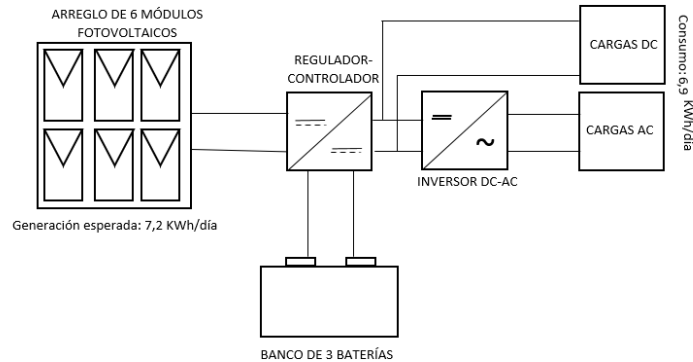 ARREGLO DE 6 MÓDULOS
FOTOVOLTAICOS
REGULADOR-
CONTROLADOR
CARGAS DC
Consumo:6,9 KWh/día
CARGAS AC
INVERSOR DC-AC
Generación esperada: 7,2 KWh/día
BANCO DE 3 BATERÍAS